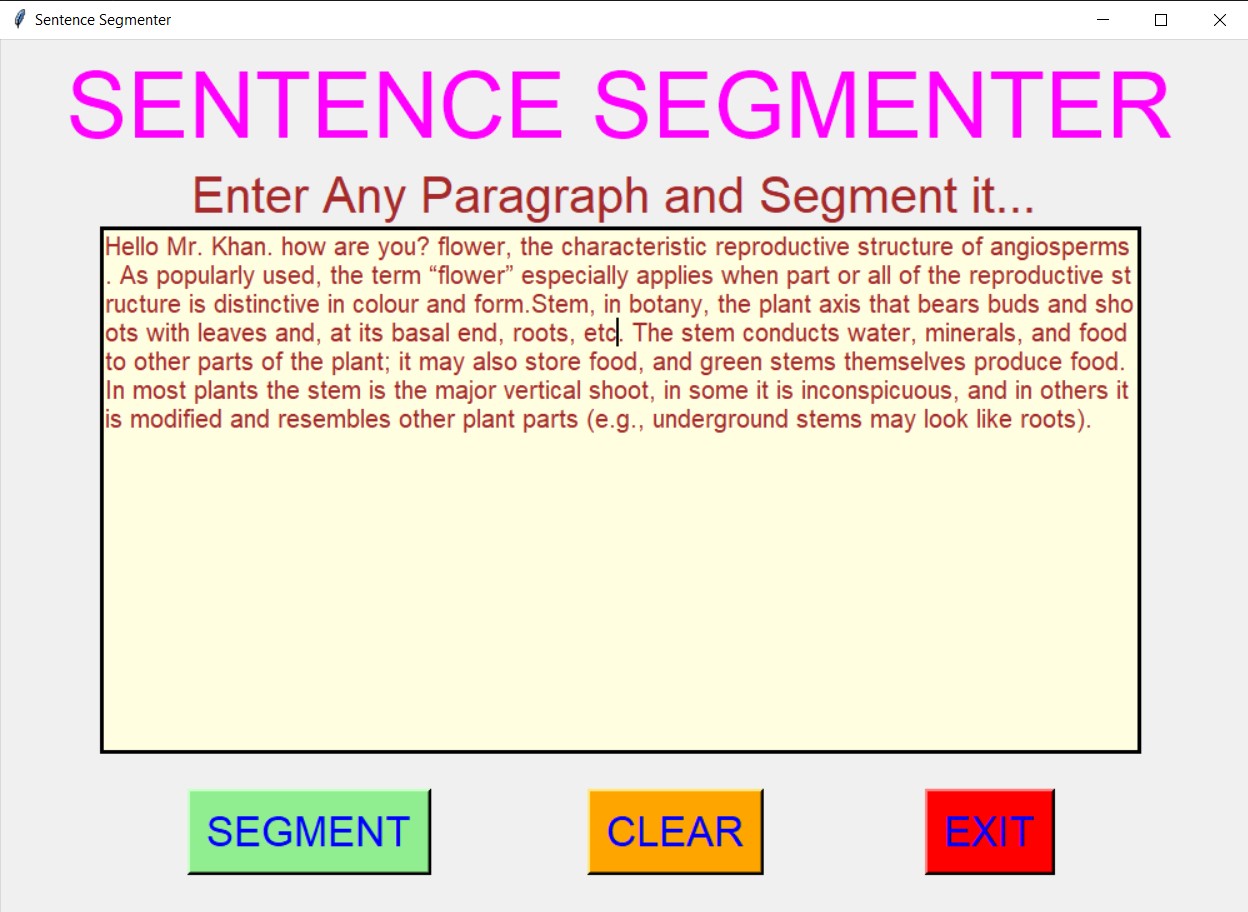 Sentence Segmenter
SENTENCE SEGMENTER
Enter Any Paragraph and Segment it...
Hello Mr. Khan. how are you? flower, the characteristic reproductive structure of angiosperms
. As popularly used, the term “flower” especially applies when part or all of the reproductive st
ructure is distinctive in colour and form.Stem, in botany, the plant axis that bears buds and sho
ots with leaves and, at its basal end, roots, etc. The stem conducts water, minerals, and food
to other parts of the plant; it may also store food, and green stems themselves produce food.
In most plants the stem is the major vertical shoot, in some it is inconspicuous, and in others it
is modified and resembles other plant parts (e.g., underground stems may look like roots).
SEGMENT CLEAR EXIT